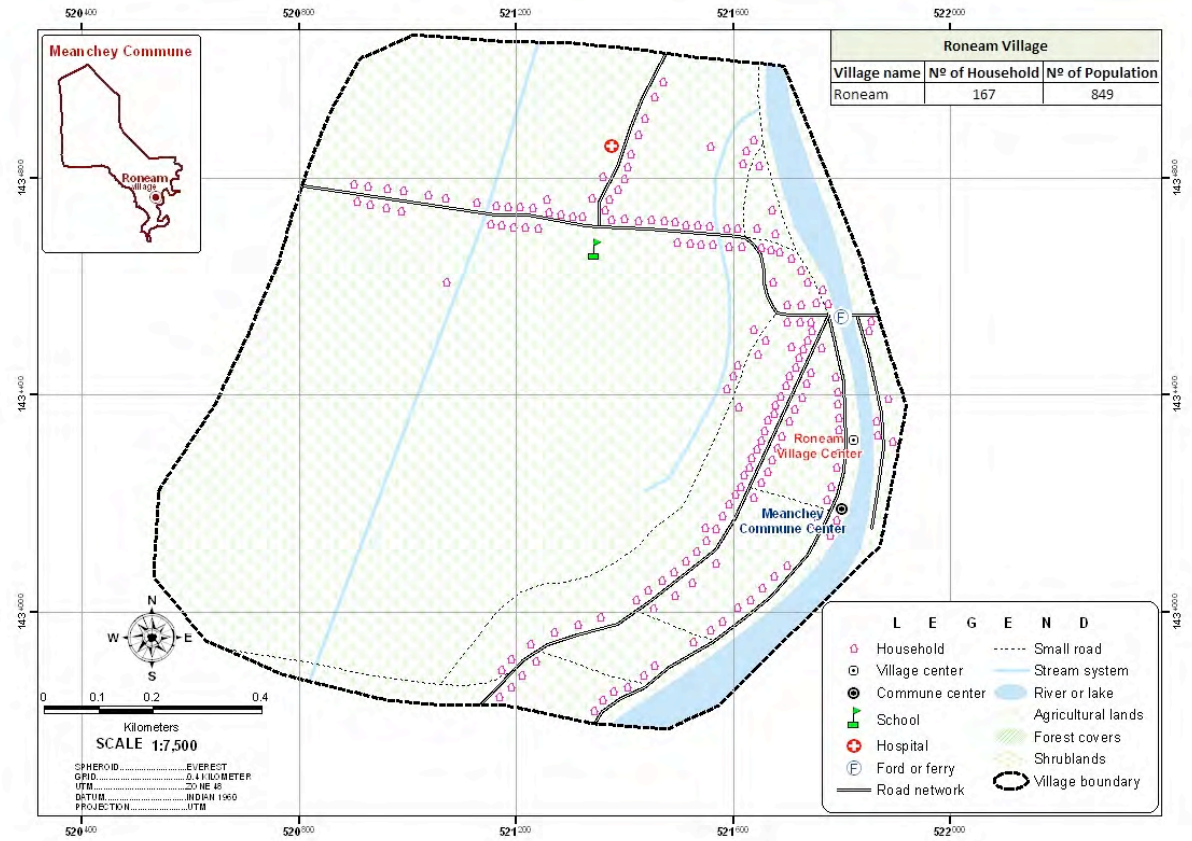 520400 520800 521200 521600 522000
Meanchey Commune
Roneam
village
Roneam Village
Village name Nº of Household Nº of Population
Roneam 167 849
1434800 1434800
1434400 1434400
1434000 1434000
F
Roneam
Village Center
Meanchey
Commune Center
N
W E
S
0 0.1 0.2 0.4
Kilometers
SCALE 1:7,500
SPHEROID........................EVEREST
GRID................................0.4 KILOMETER
UTM.................................ZONE 48
DATUM............................INDIAN 1960
PROJECTION...................UTM
L E G E N D
Household
Village center
Commune center
School
Hospital
F Ford or ferry
Road network
Small road
Stream system
River or lake
Agricultural lands
Forest covers
Shrublands
Village boundary
520400 520800 521200 521600 522000